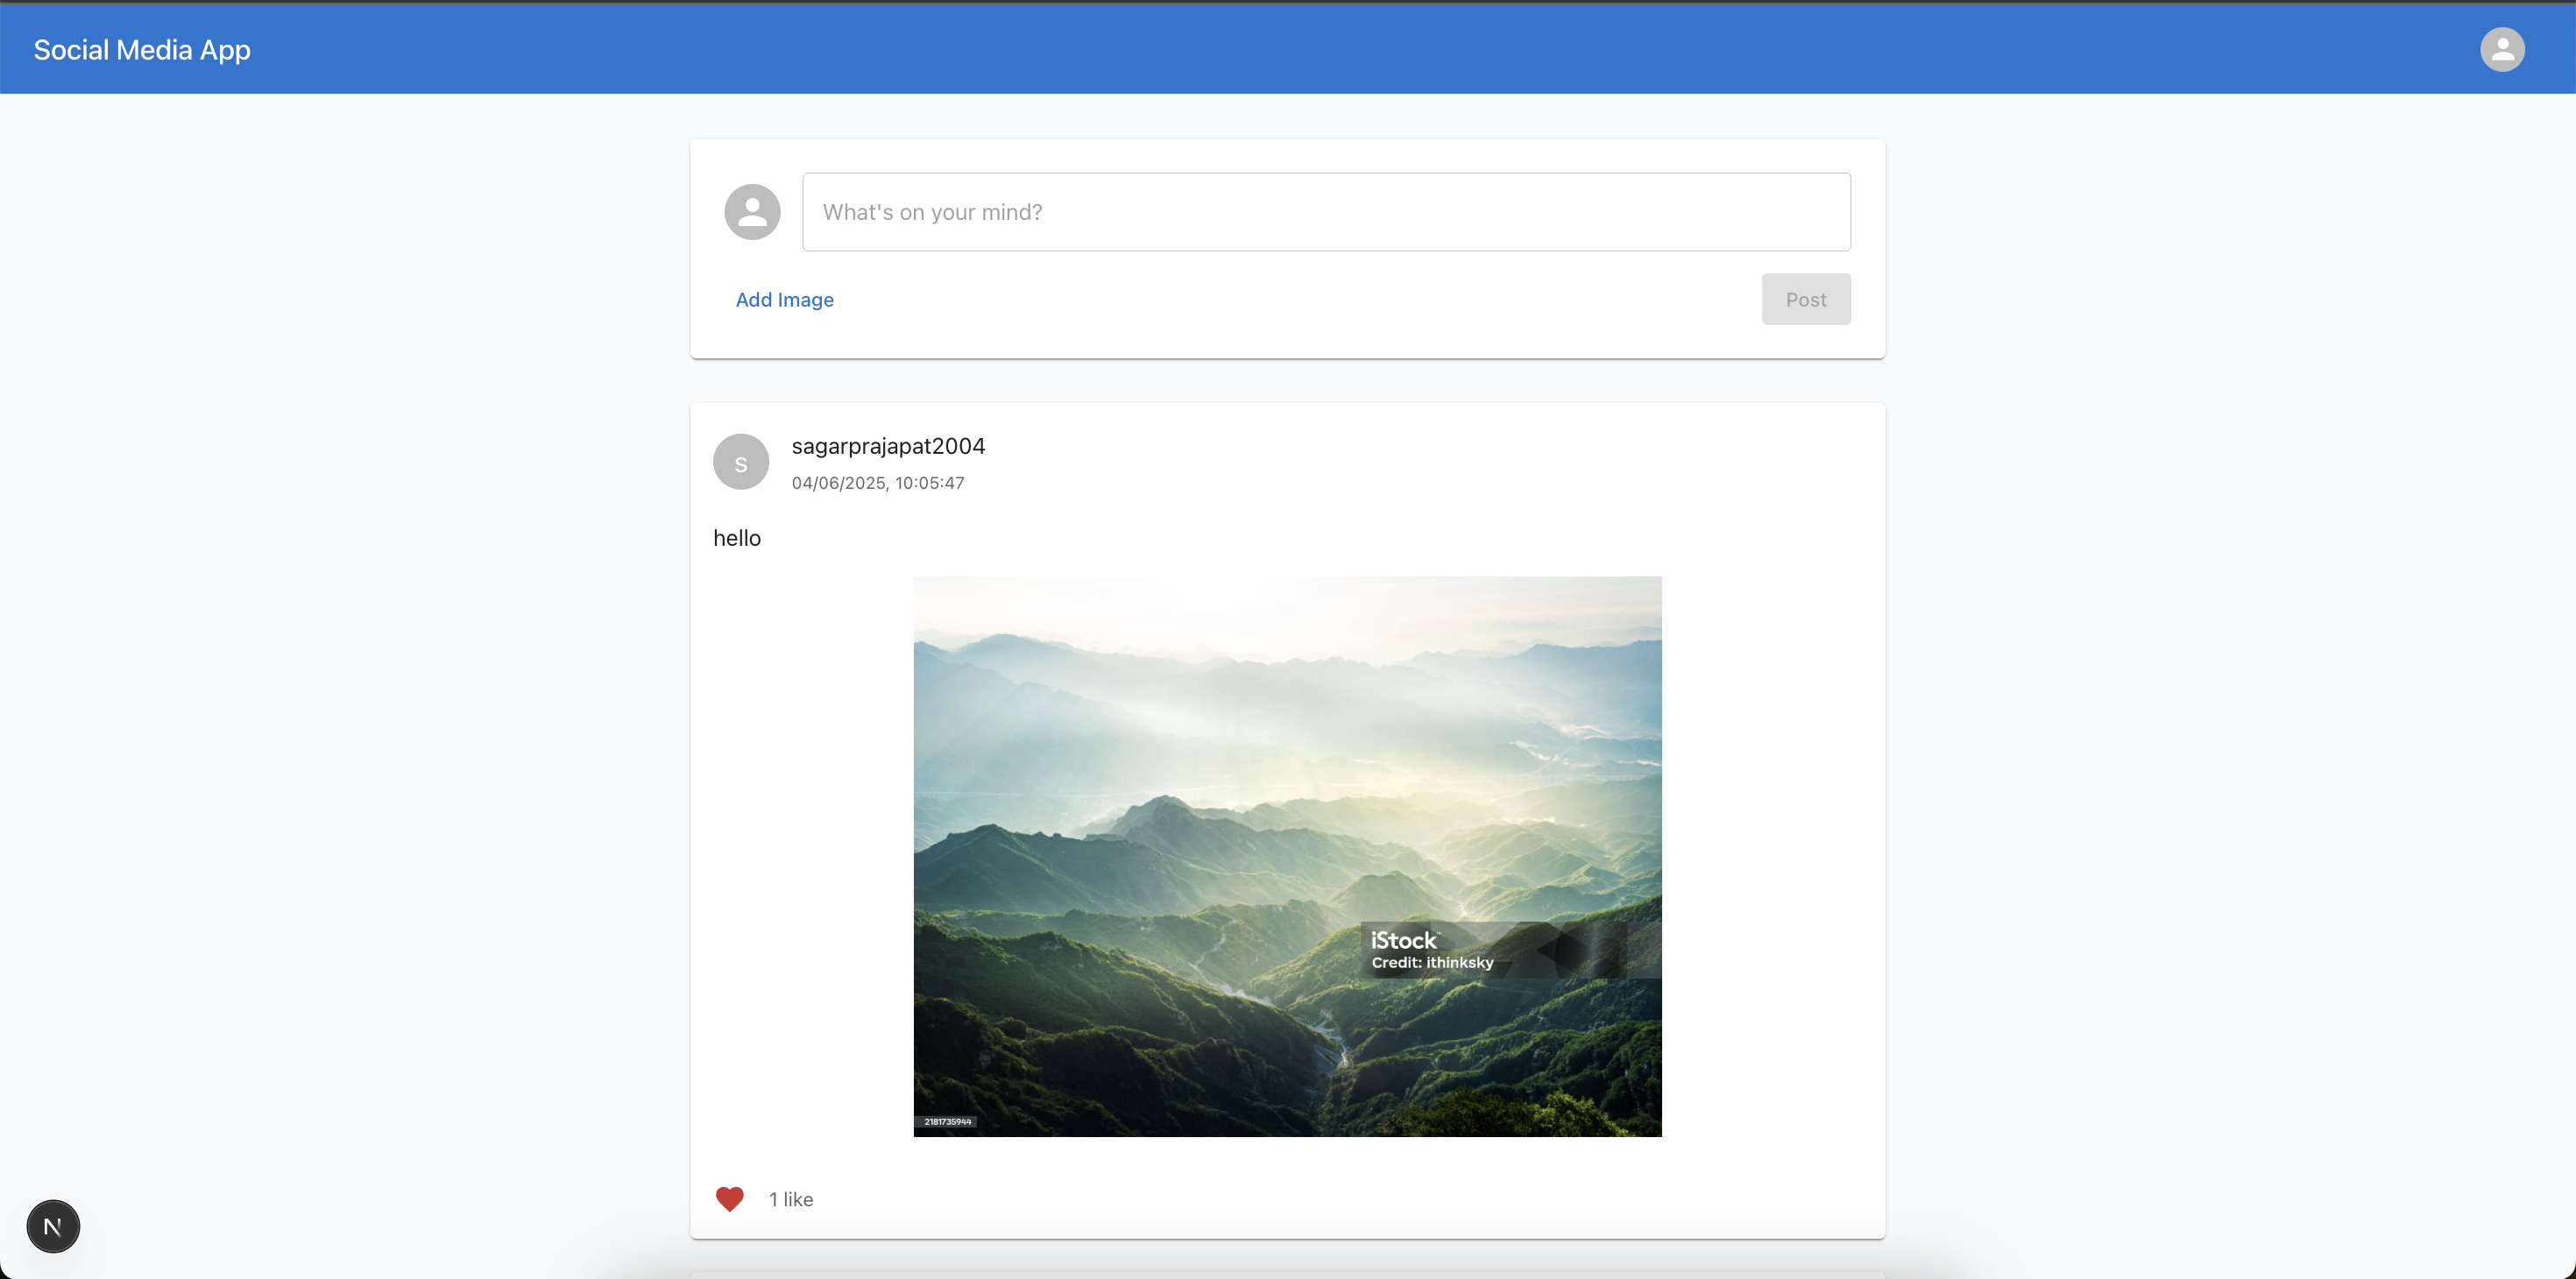 Social Media App
What's on your mind?
Add Image
Post
s
sagarprajapat2004
04/06/2025, 10:05:47
hello
iStock
Credit: ithinksky
2181735944
1 like
N